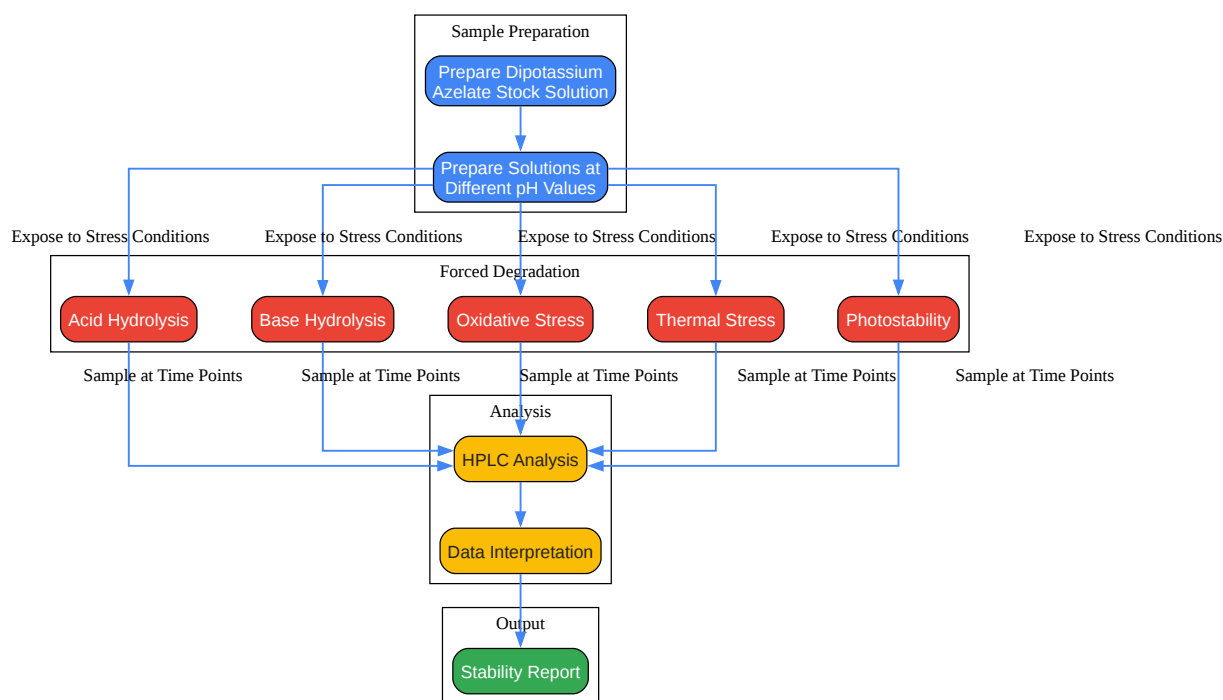 Sample Preparation
Prepare Dipotassium
Azelate Stock Solution
Prepare Solutions at
Different pH Values
Expose to Stress Conditions
Expose to Stress Conditions
Expose to Stress Conditions
Expose to Stress Conditions
Expose to Stress Conditions
Forced Degradation
Acid Hydrolysis
Base Hydrolysis
Oxidative Stress
Thermal Stress
Photostability
Sample at Time Points
Sample at Time Points
Sample at Time Points
Sample at Time Points
Sample at Time Points
Analysis
HPLC Analysis
Data Interpretation
Output
Stability Report